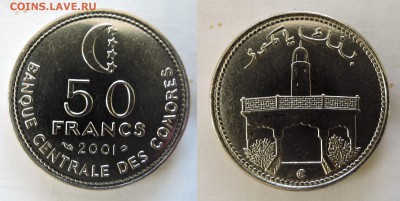 COINS.LAVE.RU
50
FRANCS
2001
BANQUE CENTRALE DES COMORES